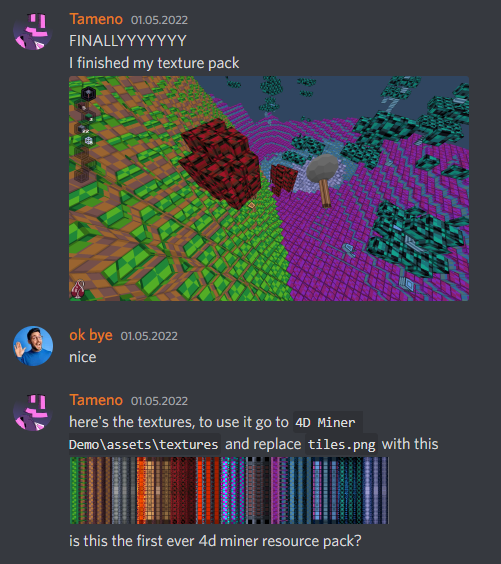 Tameno 01.05.2022
FINALLYYYYYYY
I finished my texture pack
ok bye 01.05.2022
nice
Tameno 01.05.2022
here's the textures, to use it go to 4D Miner
Demo\assets\textures and replace tiles.png with this
is this the first ever 4d miner resource pack?